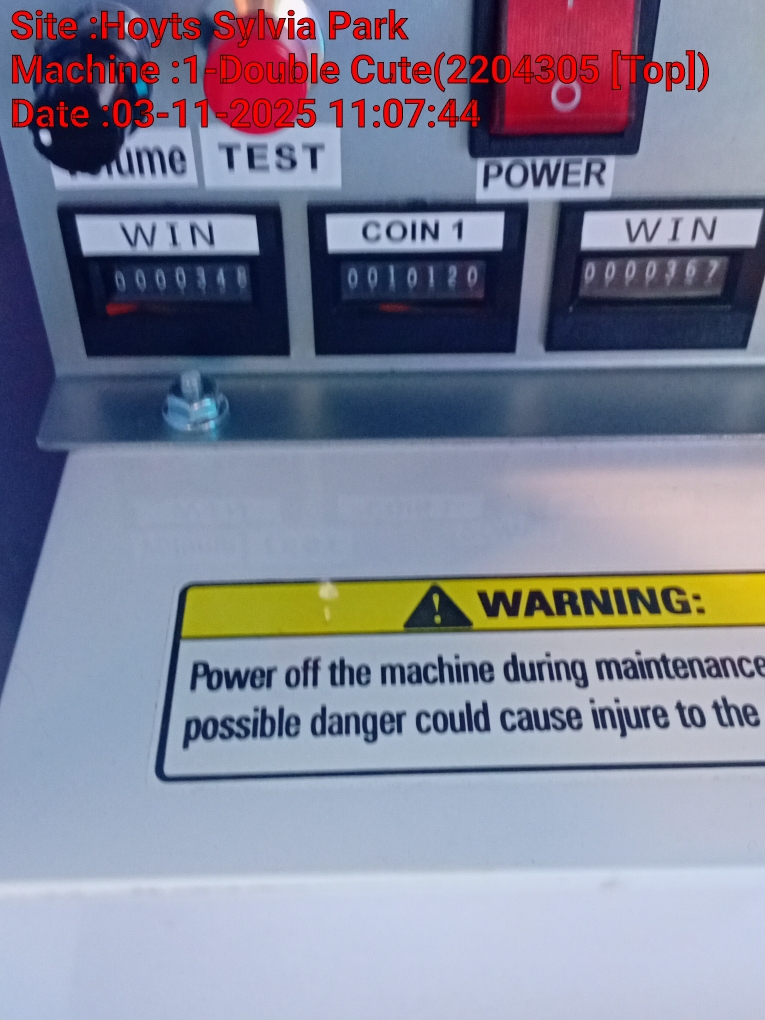 Site :Hoyts Sylvia Park
Machine :1-Double Cute(2204305 [Top])
Date :03-11-2025 11:07:44
Volume TEST
POWER
WIN COIN 1 WIN
0000348 0010120 0000367
WARNING:
Power off the machine during maintenance
possible danger could cause injure to the